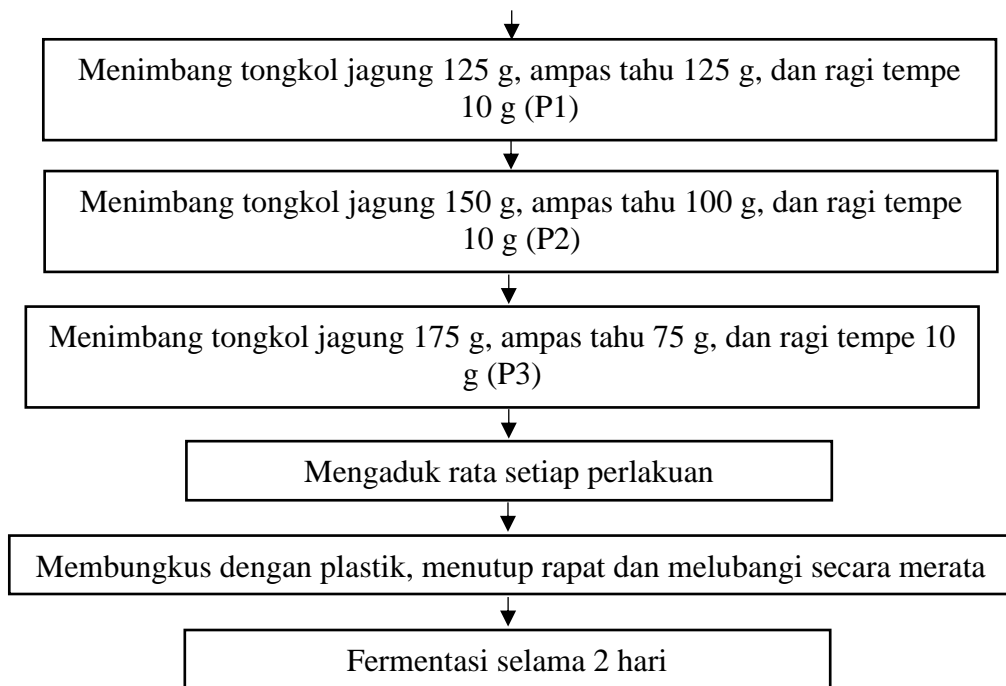 Menimbang tongkol jagung 125 g, ampas tahu 125 g, dan ragi tempe
10 g (P1)
Menimbang tongkol jagung 150 g, ampas tahu 100 g, dan ragi tempe
10 g (P2)
Menimbang tongkol jagung 175 g, ampas tahu 75 g, dan ragi tempe 10
g (P3)
Mengaduk rata setiap perlakuan
Membungkus dengan plastik, menutup rapat dan melubangi secara merata
Fermentasi selama 2 hari